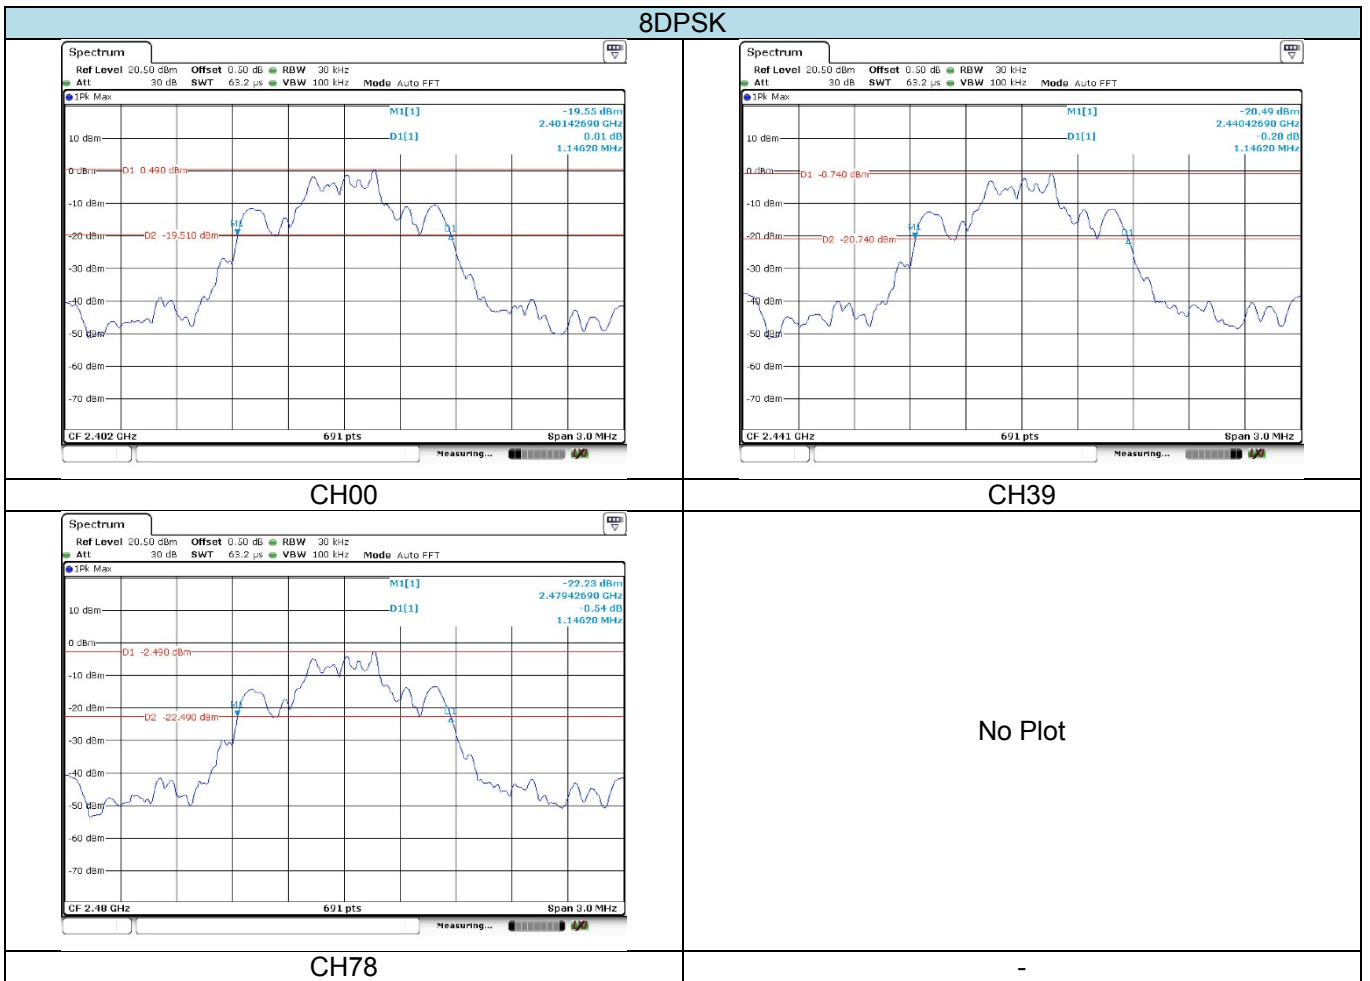 8DPSK
Spectrum
Ref Level 20.50 dBm Offset 0.50 dB RBW 30 kHz
Att 30 dB SWT 63.2 µs VBW 100 kHz Mode Auto FFT
1Pk Max
M1[1] -19.55 dBm
2.40142690 GHz
D1[1] 0.01 dB
1.14620 MHz
10 dBm
0 dBm
D1 0.490 dBm
-10 dBm
M1
D1
-20 dBm
D2 -19.510 dBm
-30 dBm
-40 dBm
-50 dBm
-60 dBm
-70 dBm
CF 2.402 GHz 691 pts Span 3.0 MHz
Measuring...
LXI
CH00
Spectrum
Ref Level 20.50 dBm Offset 0.50 dB RBW 30 kHz
Att 30 dB SWT 63.2 µs VBW 100 kHz Mode Auto FFT
1Pk Max
M1[1] -20.49 dBm
2.44042690 GHz
D1[1] -0.28 dB
1.14620 MHz
10 dBm
0 dBm
D1 -0.740 dBm
-10 dBm
M1
D1
-20 dBm
D2 -20.740 dBm
-30 dBm
-40 dBm
-50 dBm
-60 dBm
-70 dBm
CF 2.441 GHz 691 pts Span 3.0 MHz
Measuring...
LXI
CH39
Spectrum
Ref Level 20.50 dBm Offset 0.50 dB RBW 30 kHz
Att 30 dB SWT 63.2 µs VBW 100 kHz Mode Auto FFT
1Pk Max
M1[1] -22.23 dBm
2.47942690 GHz
D1[1] -0.54 dB
1.14620 MHz
10 dBm
0 dBm
D1 -2.490 dBm
-10 dBm
-20 dBm
M1
D1
D2 -22.490 dBm
-30 dBm
-40 dBm
-50 dBm
-60 dBm
-70 dBm
CF 2.48 GHz 691 pts Span 3.0 MHz
Measuring...
LXI
CH78
No Plot
-